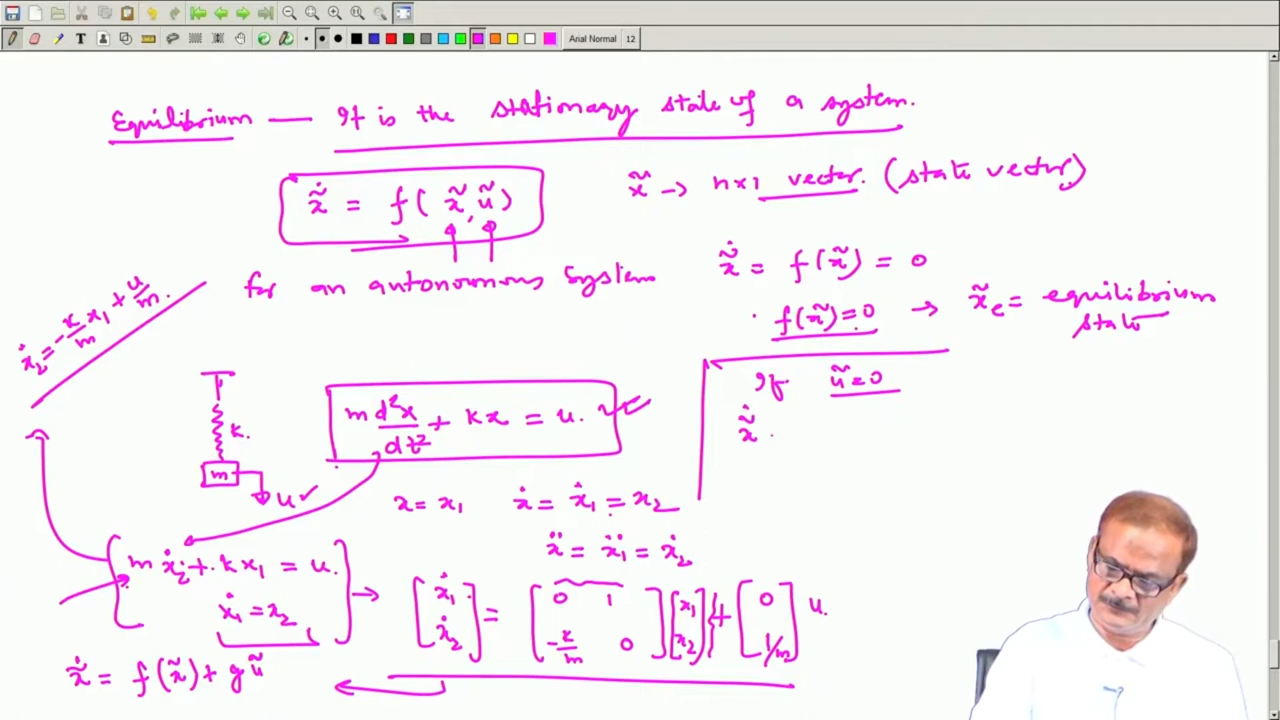 Arial Normal 12
Equilibrium — It is the stationary state of a system.
ẋ̃ = f( x̃, ũ)
x̃ → n×1 vector. (state vector)
for an autonomous system
ẋ̃ = f(x̃) = 0
f(x̃)=0 → x̃e = equilibrium state
ẋ2 = -k/m x1 + u/m.
If ũ=0
ẋ̃
k.
m
u ✓
m d²x/dt² + kx = u.
x = x1 ẋ = ẋ1 = x2
ẍ = ẍ1 = ẋ2
m ẋ2 + kx1 = u.
ẋ1 = x2
→ [ẋ1 ẋ2] = [0 1 -k/m 0] [x1 x2] + [0 1/m] u.
ẋ̃ = f(x̃) + gũ